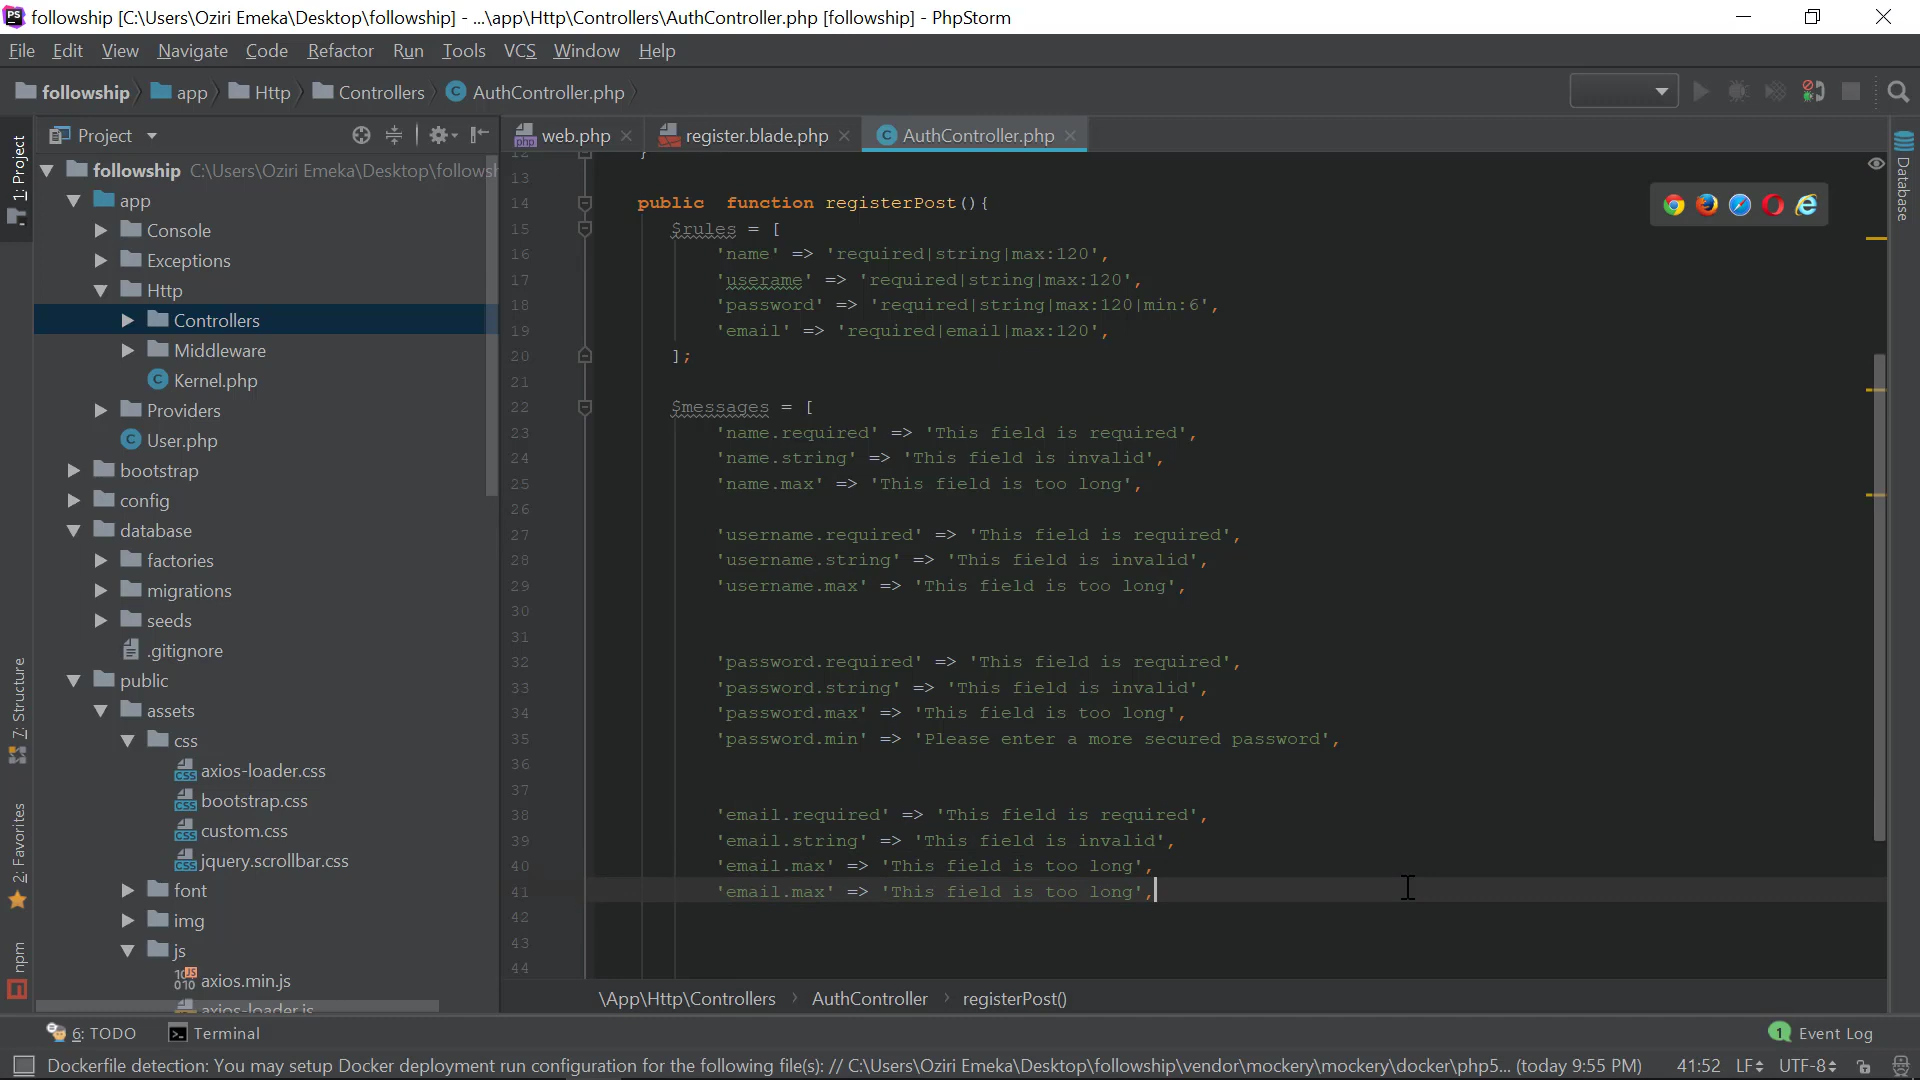 followship [C:\Users\Oziri Emeka\Desktop\followship] - ...\app\Http\Controllers\AuthController.php [followship] - PhpStorm
File Edit View Navigate Code Refactor Run Tools VCS Window Help
followship app Http Controllers AuthController.php
Project
web.php register.blade.php AuthController.php
1: Project
7: Structure
2: Favorites
npm
Database
followship C:\Users\Oziri Emeka\Desktop\follows
app
Console
Exceptions
Http
Controllers
Middleware
Kernel.php
Providers
User.php
bootstrap
config
database
factories
migrations
seeds
.gitignore
public
assets
css
axios-loader.css
bootstrap.css
custom.css
jquery.scrollbar.css
font
img
js
axios.min.js
axios-loader.js
12 }
13
14 public function registerPost(){
15 $rules = [
16 'name' => 'required|string|max:120',
17 'userame' => 'required|string|max:120',
18 'password' => 'required|string|max:120|min:6',
19 'email' => 'required|email|max:120',
20 ];
21
22 $messages = [
23 'name.required' => 'This field is required',
24 'name.string' => 'This field is invalid',
25 'name.max' => 'This field is too long',
26
27 'username.required' => 'This field is required',
28 'username.string' => 'This field is invalid',
29 'username.max' => 'This field is too long',
30
31
32 'password.required' => 'This field is required',
33 'password.string' => 'This field is invalid',
34 'password.max' => 'This field is too long',
35 'password.min' => 'Please enter a more secured password',
36
37
38 'email.required' => 'This field is required',
39 'email.string' => 'This field is invalid',
40 'email.max' => 'This field is too long',
41 'email.max' => 'This field is too long',
42
43
44
\App\Http\Controllers AuthController registerPost()
6: TODO Terminal 1 Event Log
Dockerfile detection: You may setup Docker deployment run configuration for the following file(s): // C:\Users\Oziri Emeka\Desktop\followship\vendor\mockery\mockery\docker\php5... (today 9:55 PM) 41:52 LF UTF-8